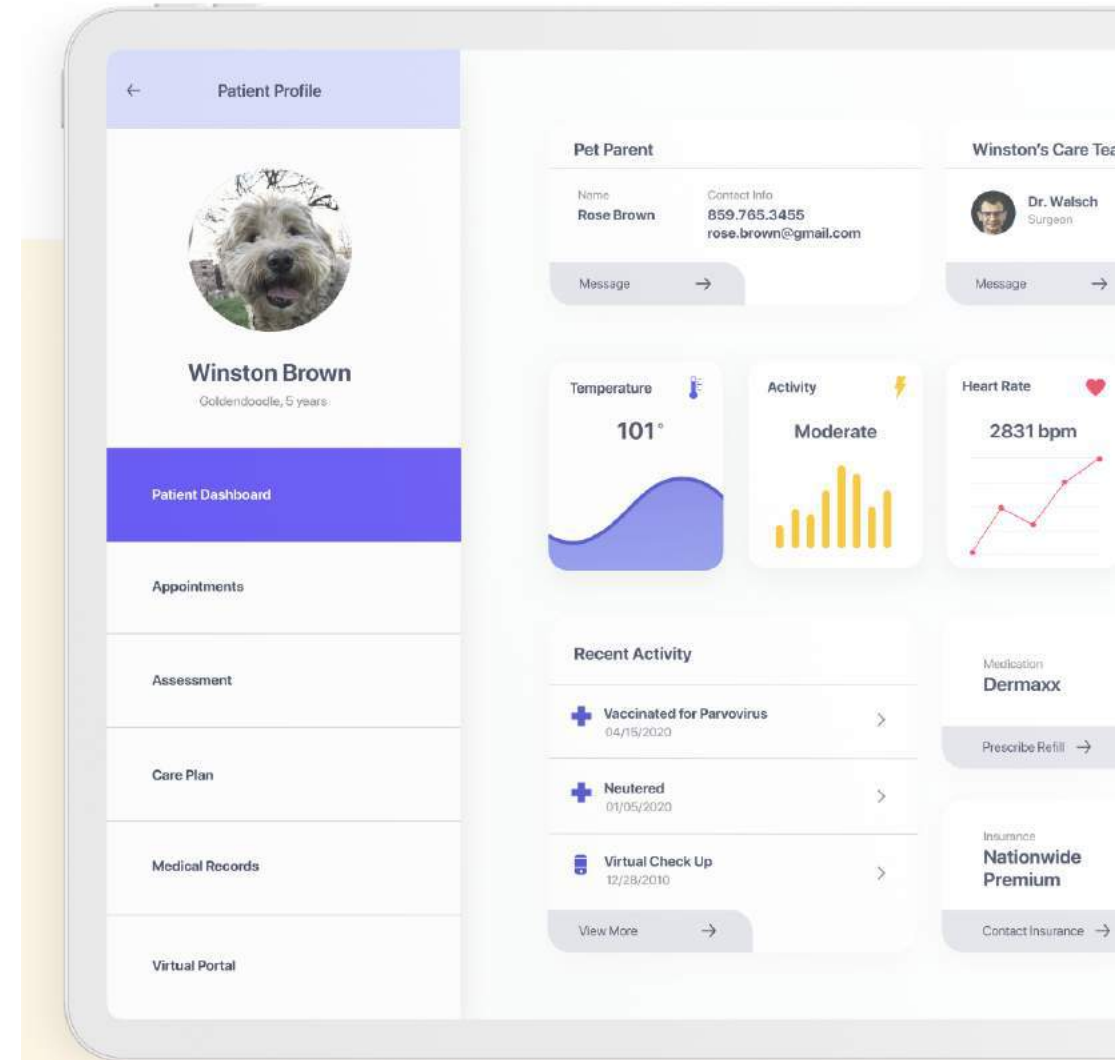 Patient Profile
Winston Brown
Goldendoodle, 5 years
Patient Dashboard
Appointments
Assessment
Care Plan
Medical Records
Virtual Portal
Pet Parent
Name
Rose Brown
Contact Info
859.765.3455
rose.brown@gmail.com
Message
Winston's Care Tea
Dr. Walsch
Surgeon
Message
Temperature
101°
Activity
Moderate
Heart Rate
2831 bpm
Recent Activity
Vaccinated for Parvovirus
04/15/2020
Neutered
01/05/2020
Virtual Check Up
12/28/2010
View More
Medication
Dermaxx
Prescribe Refill
Insurance
Nationwide
Premium
Contact Insurance